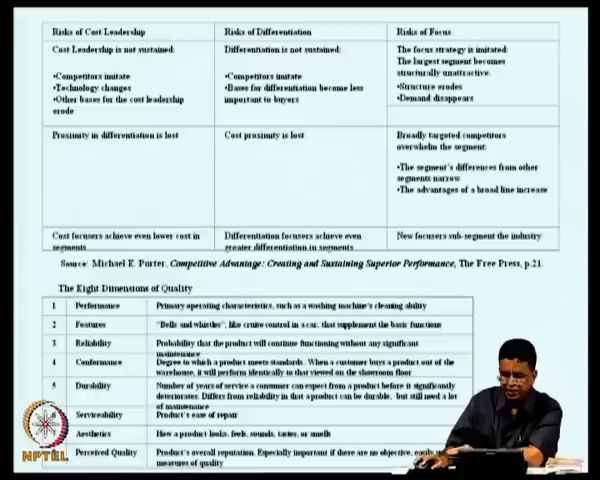 Risks of Cost Leadership
Risks of Differentiation
Risks of Focus
Cost Leadership is not sustained:
•Competitors imitate
•Technology changes
•Other bases for the cost leadership
erode
Differentiation is not sustained:
•Competitors imitate
•Bases for differentiation become less
important to buyers
The focus strategy is imitated:
The largest segment becomes
structurally unattractive:
•Structure erodes
•Demand disappears
Proximity in differentiation is lost
Cost proximity is lost
Broadly targeted competitors
overwhelm the segment:
•The segment's differences from other
segments narrow
•The advantages of a broad line increase
Cost focusers achieve even lower cost in
segments
Differentiation focusers achieve even
greater differentiation in segments
New focusers sub-segment the industry
Source: Michael E. Porter, Competitive Advantage: Creating and Sustaining Superior Performance, The Free Press, p.21.
The Eight Dimensions of Quality
1 Performance Primary operating characteristics, such as a washing machine's cleaning ability
2 Features "Bells and whistles", like cruise control in a car, that supplement the basic functions
3 Reliability Probability that the product will continue functioning without any significant
maintenance
4 Conformance Degree to which a product meets standards. When a customer buys a product out of the
warehouse, it will perform identically to that viewed on the showroom floor
5 Durability Number of years of service a consumer can expect from a product before it significantly
deteriorates. Differs from reliability in that a product can be durable, but still need a lot
of maintenance
Serviceability Product's ease of repair
Aesthetics How a product looks, feels, sounds, tastes, or smells
Perceived Quality Product's overall reputation. Especially important if there are no objective, easily
measures of quality
NPTEL